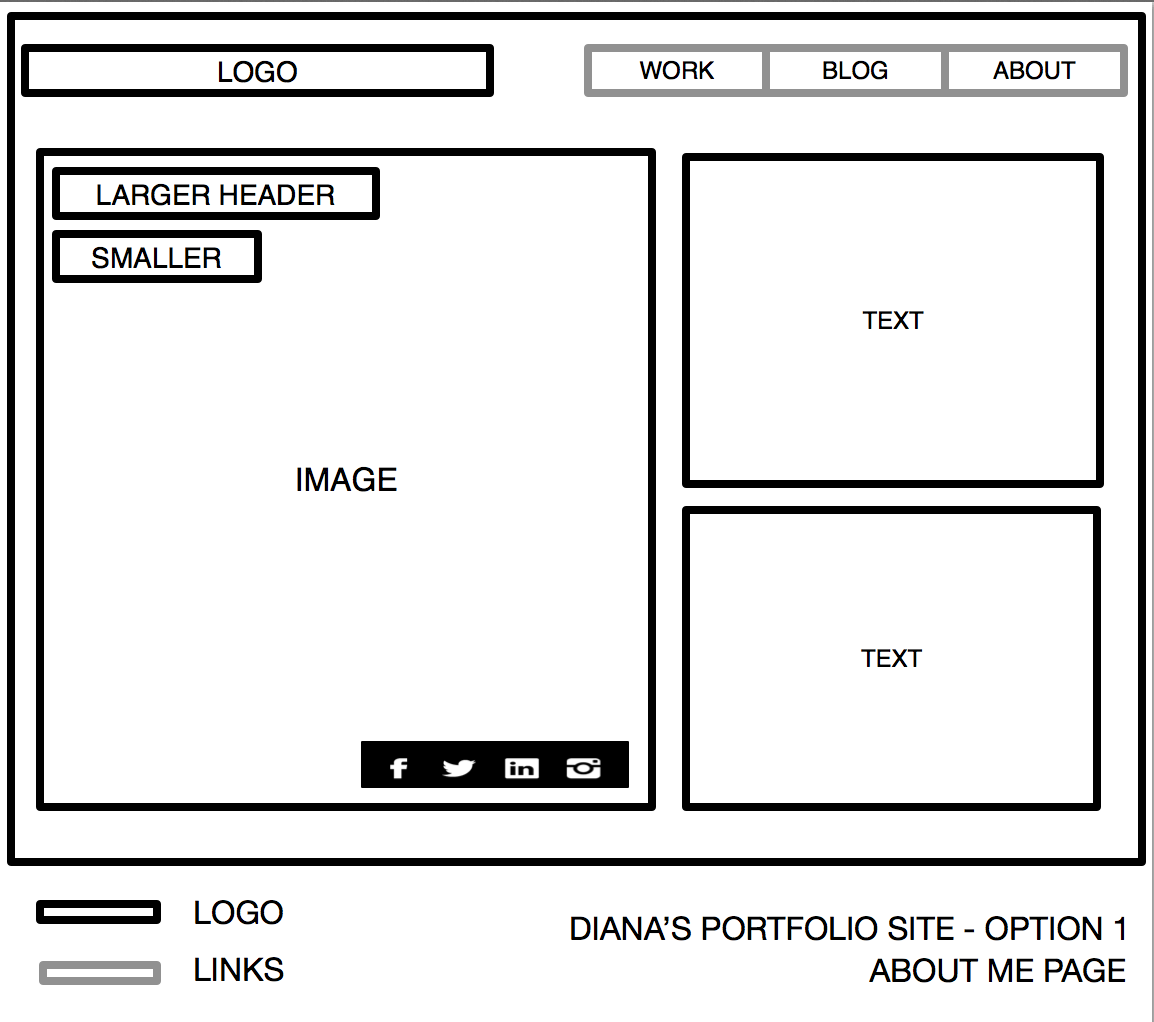 LOGO
WORK BLOG ABOUT
LARGER HEADER
SMALLER
IMAGE
TEXT
TEXT
LOGO
LINKS
DIANA’S PORTFOLIO SITE - OPTION 1
ABOUT ME PAGE